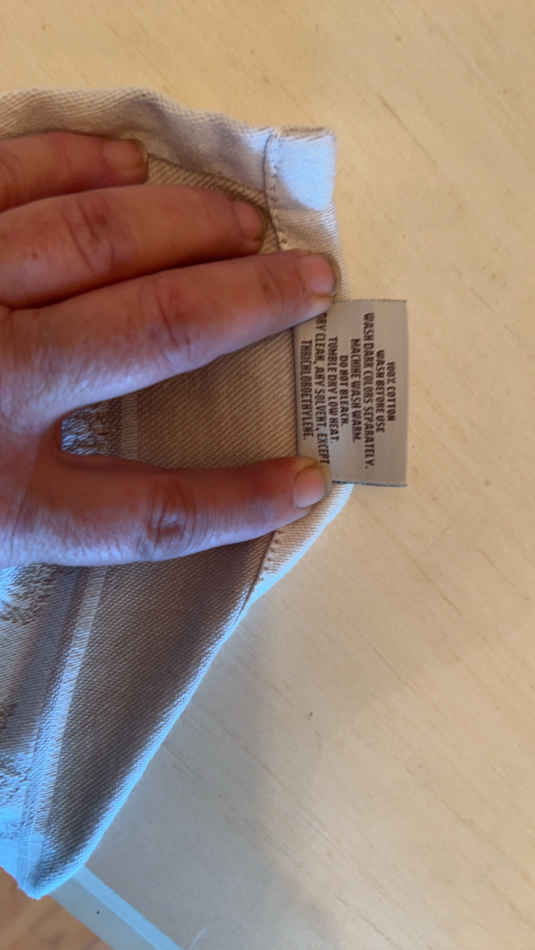 100% COTTON
WASH BEFORE USE
WASH DARK COLORS SEPARATELY.
MACHINE WASH WARM.
DO NOT BLEACH.
TUMBLE DRY LOW HEAT.
DRY CLEAN, ANY SOLVENT, EXCEPT
TRICHLOROETHYLENE.